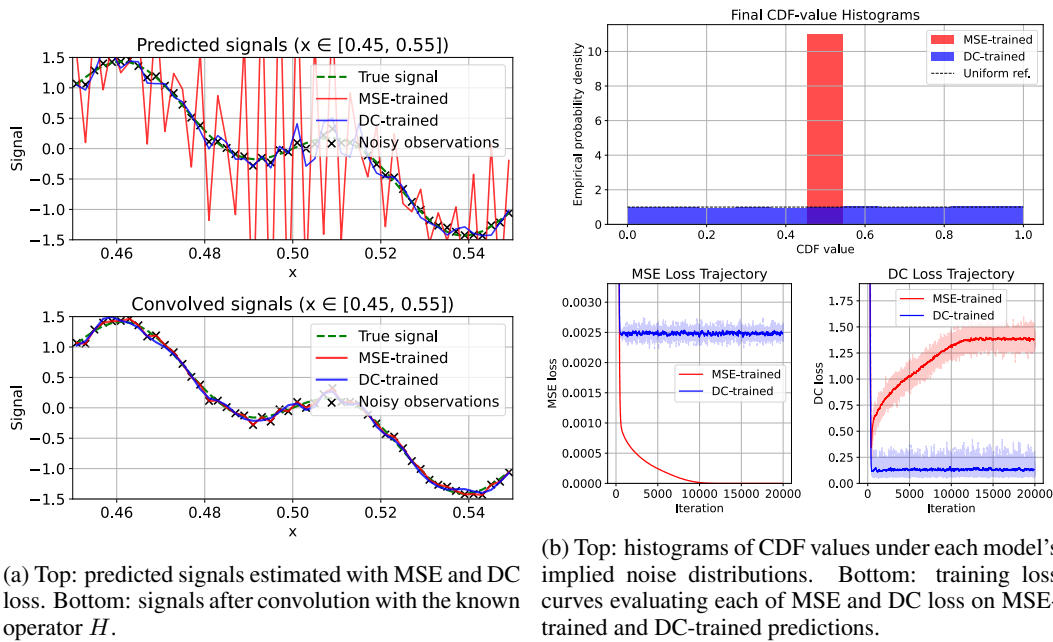 Predicted signals (x ∈ [0.45, 0.55])
Signal
1.5
1.0
0.5
0.0
−0.5
−1.0
−1.5
True signal
MSE-trained
DC-trained
Noisy observations
0.46
0.48
0.50
0.52
0.54
x
Convolved signals (x ∈ [0.45, 0.55])
Signal
1.5
1.0
0.5
0.0
−0.5
−1.0
−1.5
True signal
MSE-trained
DC-trained
Noisy observations
0.46
0.48
0.50
0.52
0.54
x
(a) Top: predicted signals estimated with MSE and DC
loss. Bottom: signals after convolution with the known
operator H.
Final CDF-value Histograms
Empirical probability density
10
8
6
4
2
0
MSE-trained
DC-trained
Uniform ref.
0.0
0.2
0.4
0.6
0.8
1.0
CDF value
MSE Loss Trajectory
MSE loss
0.0030
0.0025
0.0020
0.0015
0.0010
0.0005
0.0000
MSE-trained
DC-trained
0
5000
10000
15000
20000
Iteration
DC Loss Trajectory
DC loss
1.75
1.50
1.25
1.00
0.75
0.50
0.25
0.00
MSE-trained
DC-trained
0
5000
10000
15000
20000
Iteration
(b) Top: histograms of CDF values under each model's
implied noise distributions. Bottom: training loss
curves evaluating each of MSE and DC loss on MSE-
trained and DC-trained predictions.